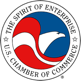 THE SPIRIT OF ENTERPRISE
U.S. CHAMBER OF COMMERCE